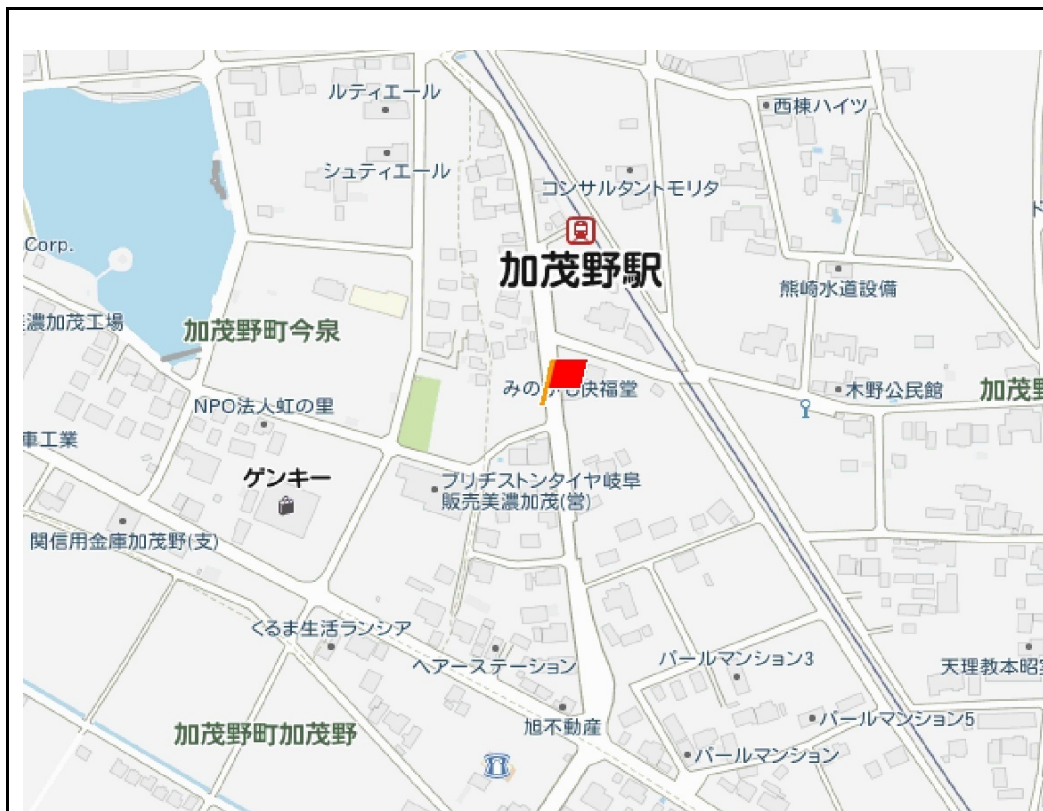 ルティエール
西棟ハイツ
シュティエール
コンサルタントモリタ
Corp.
加茂野駅
熊崎水道設備
濃加茂工場
加茂野町今泉
木野公民館
加茂野
NPO法人虹の里
車工業
ゲンキー
ブリヂストンタイヤ岐阜
販売美濃加茂(営)
関信用金庫加茂野(支)
くるま生活ランシア
ヘアーステーション
パールマンション3
天理教本昭
パールマンション5
加茂野町加茂野
旭不動産
パールマンション